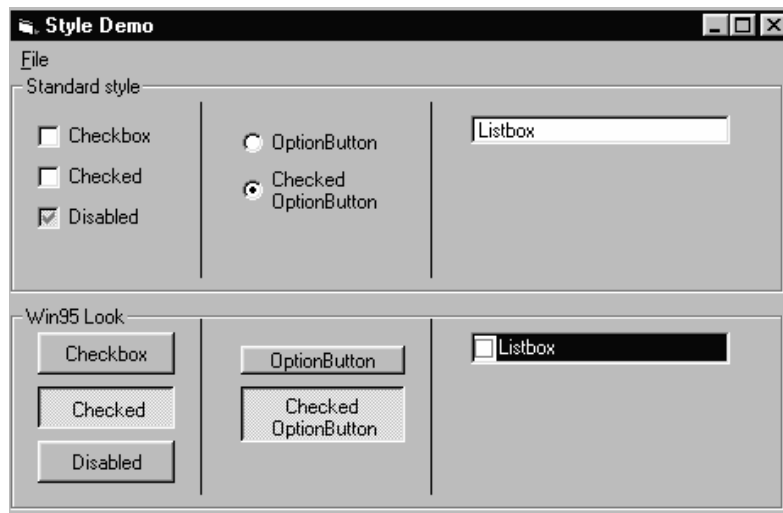 Style Demo
File
Standard style
Checkbox
Checked
Disabled
OptionButton
Checked
OptionButton
Listbox
Win95 Look
Checkbox
Checked
Disabled
OptionButton
Checked
OptionButton
Listbox